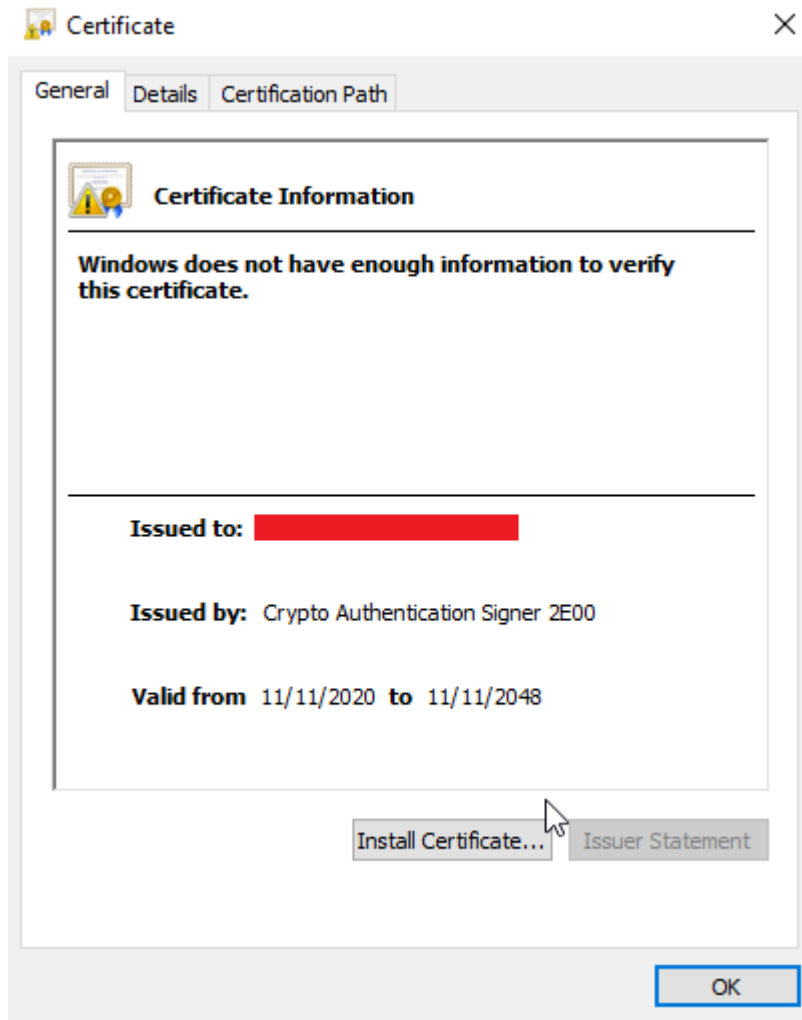 Certificate
General Details Certification Path
Certificate Information
Windows does not have enough information to verify
this certificate.
Issued to:
Issued by: Crypto Authentication Signer 2E00
Valid from 11/11/2020 to 11/11/2048
Install Certificate... Issuer Statement
OK